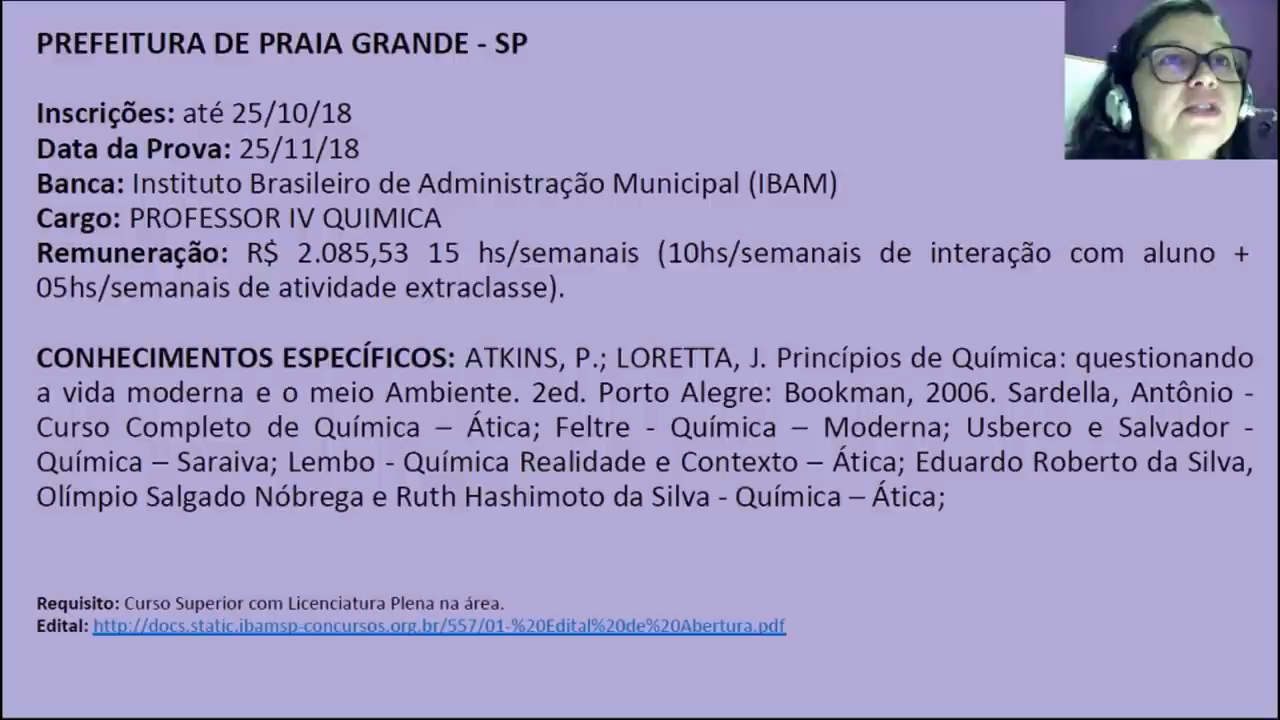 PREFEITURA DE PRAIA GRANDE - SP
Inscrições: até 25/10/18
Data da Prova: 25/11/18
Banca: Instituto Brasileiro de Administração Municipal (IBAM)
Cargo: PROFESSOR IV QUIMICA
Remuneração: R$ 2.085,53 15 hs/semanais (10hs/semanais de interação com aluno +
05hs/semanais de atividade extraclasse).
CONHECIMENTOS ESPECÍFICOS: ATKINS, P.; LORETTA, J. Princípios de Química: questionando
a vida moderna e o meio Ambiente. 2ed. Porto Alegre: Bookman, 2006. Sardella, Antônio -
Curso Completo de Química – Ática; Feltre - Química – Moderna; Usberco e Salvador -
Química – Saraiva; Lembo - Química Realidade e Contexto – Ática; Eduardo Roberto da Silva,
Olímpio Salgado Nóbrega e Ruth Hashimoto da Silva - Química – Ática;
Requisito: Curso Superior com Licenciatura Plena na área.
Edital: http://docs.static.ibamsp-concursos.org.br/557/01-%20Edital%20de%20Abertura.pdf